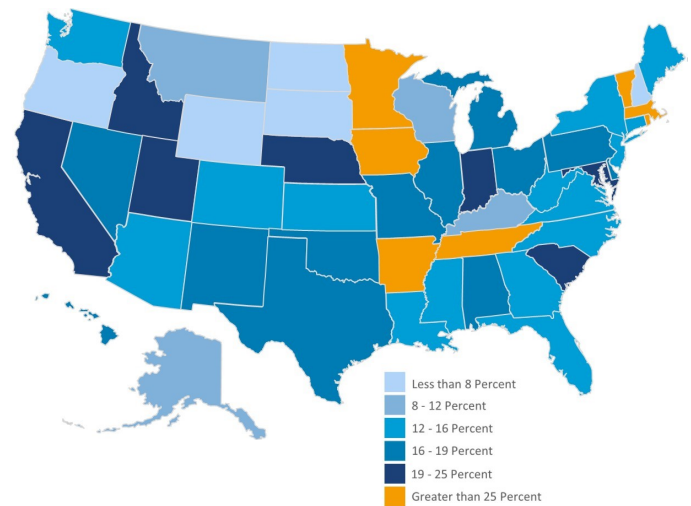 Less than 8 Percent
8 - 12 Percent
12 - 16 Percent
16 - 19 Percent
19 - 25 Percent
Greater than 25 Percent